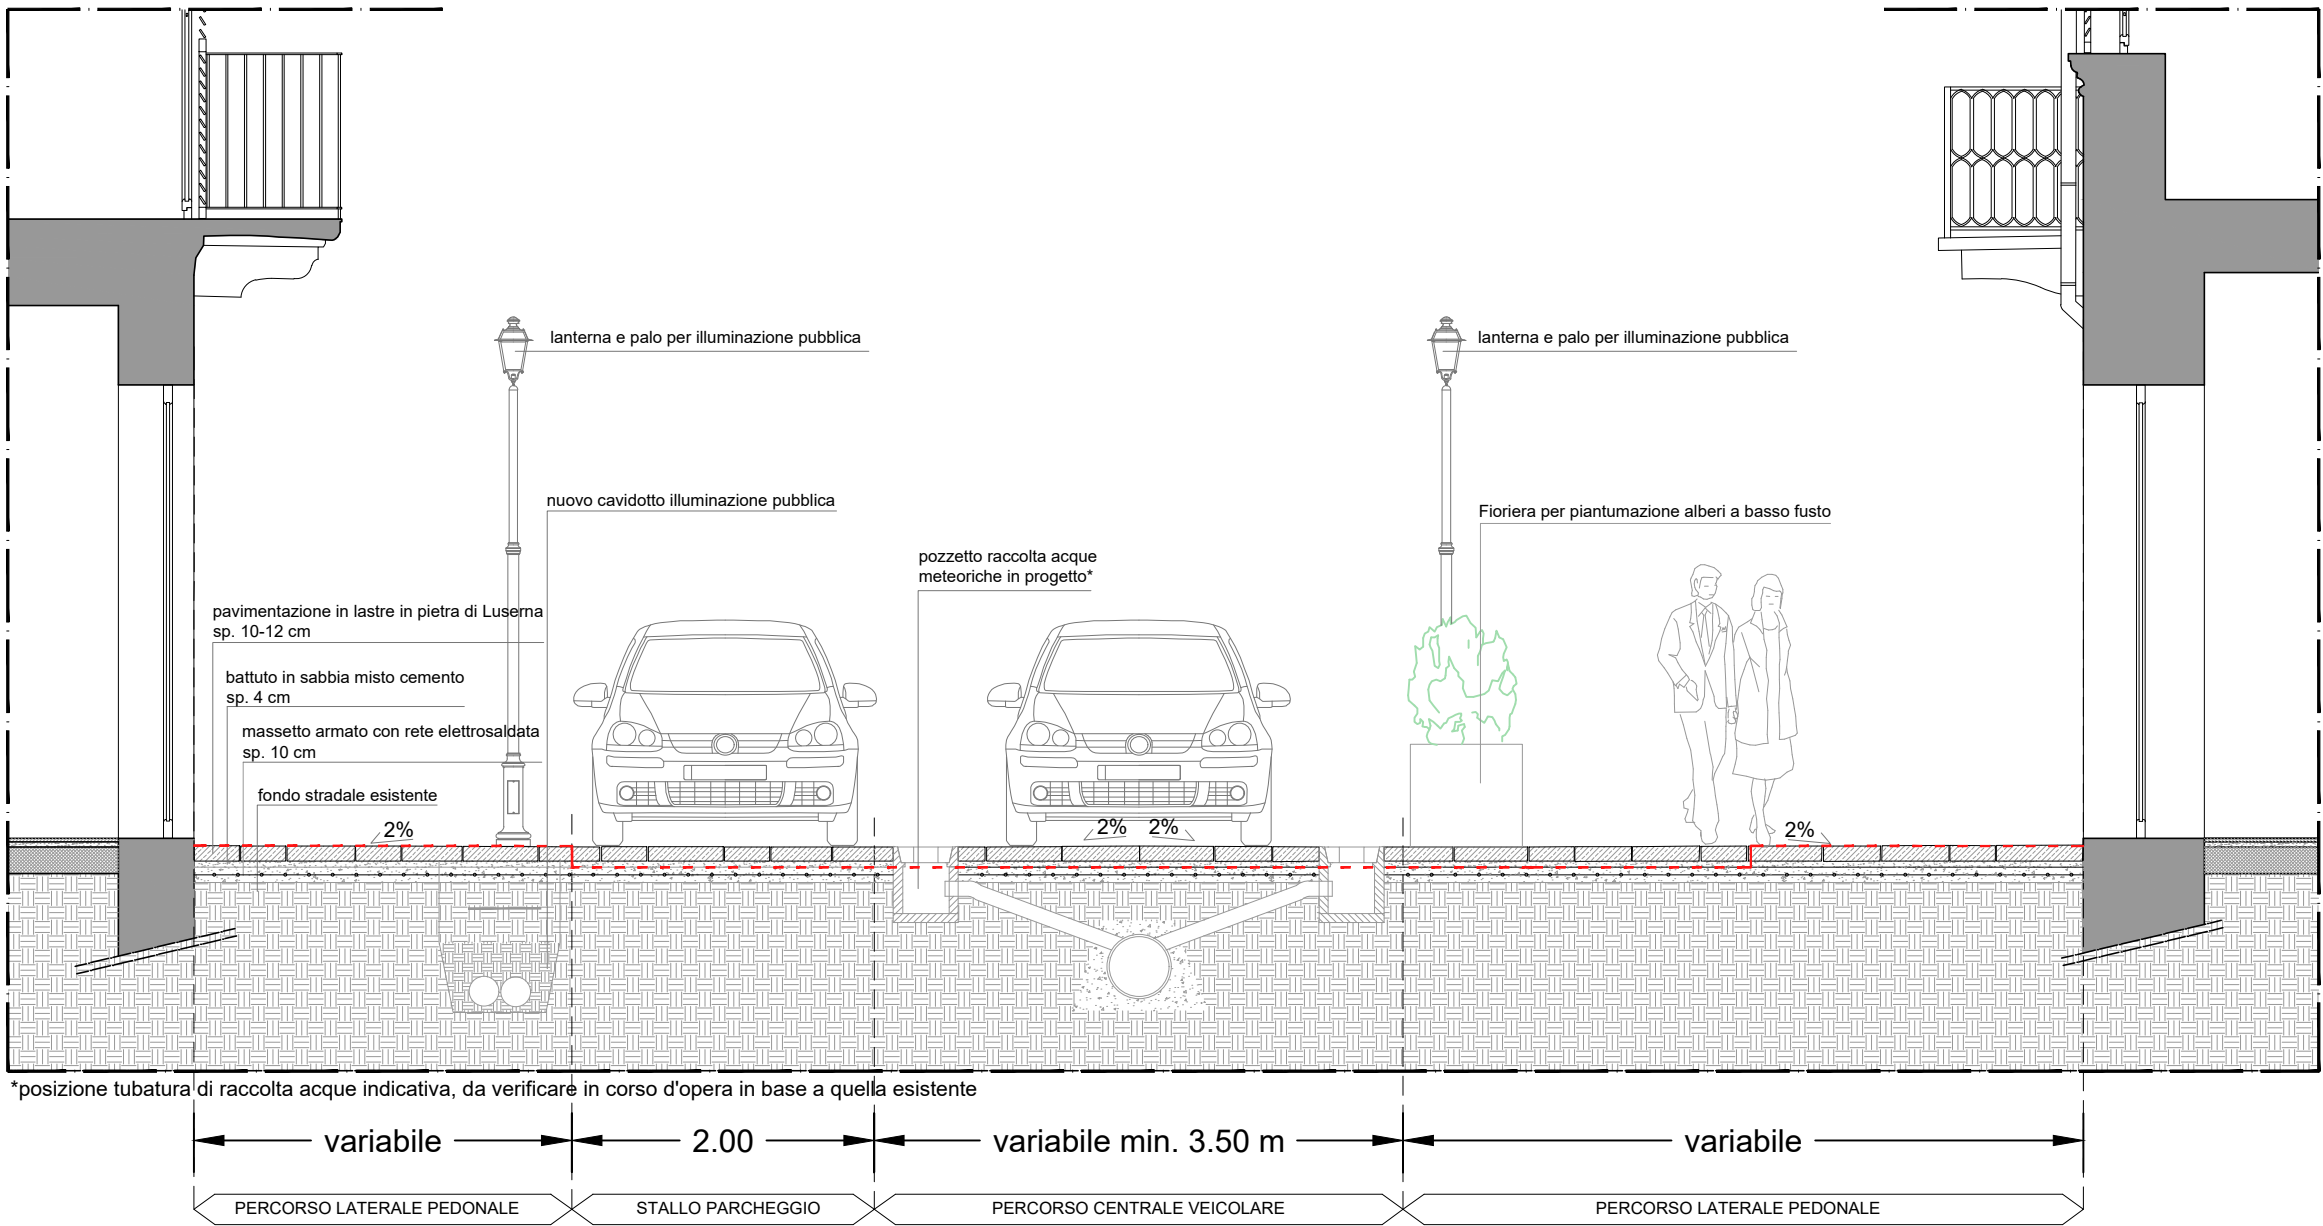 lanterna e palo per illuminazione pubblica
lanterna e palo per illuminazione pubblica
nuovo cavidotto illuminazione pubblica
Fioriera per piantumazione alberi a basso fusto
pozzetto raccolta acque
meteoriche in progetto*
pavimentazione in lastre in pietra di Luserna
sp. 10-12 cm
battuto in sabbia misto cemento
sp. 4 cm
massetto armato con rete elettrosaldata
sp. 10 cm
fondo stradale esistente
2%
2%
2%
2%
*posizione tubatura di raccolta acque indicativa, da verificare in corso d'opera in base a quella esistente
variabile
2.00
variabile min. 3.50 m
variabile
PERCORSO LATERALE PEDONALE
STALLO PARCHEGGIO
PERCORSO CENTRALE VEICOLARE
PERCORSO LATERALE PEDONALE